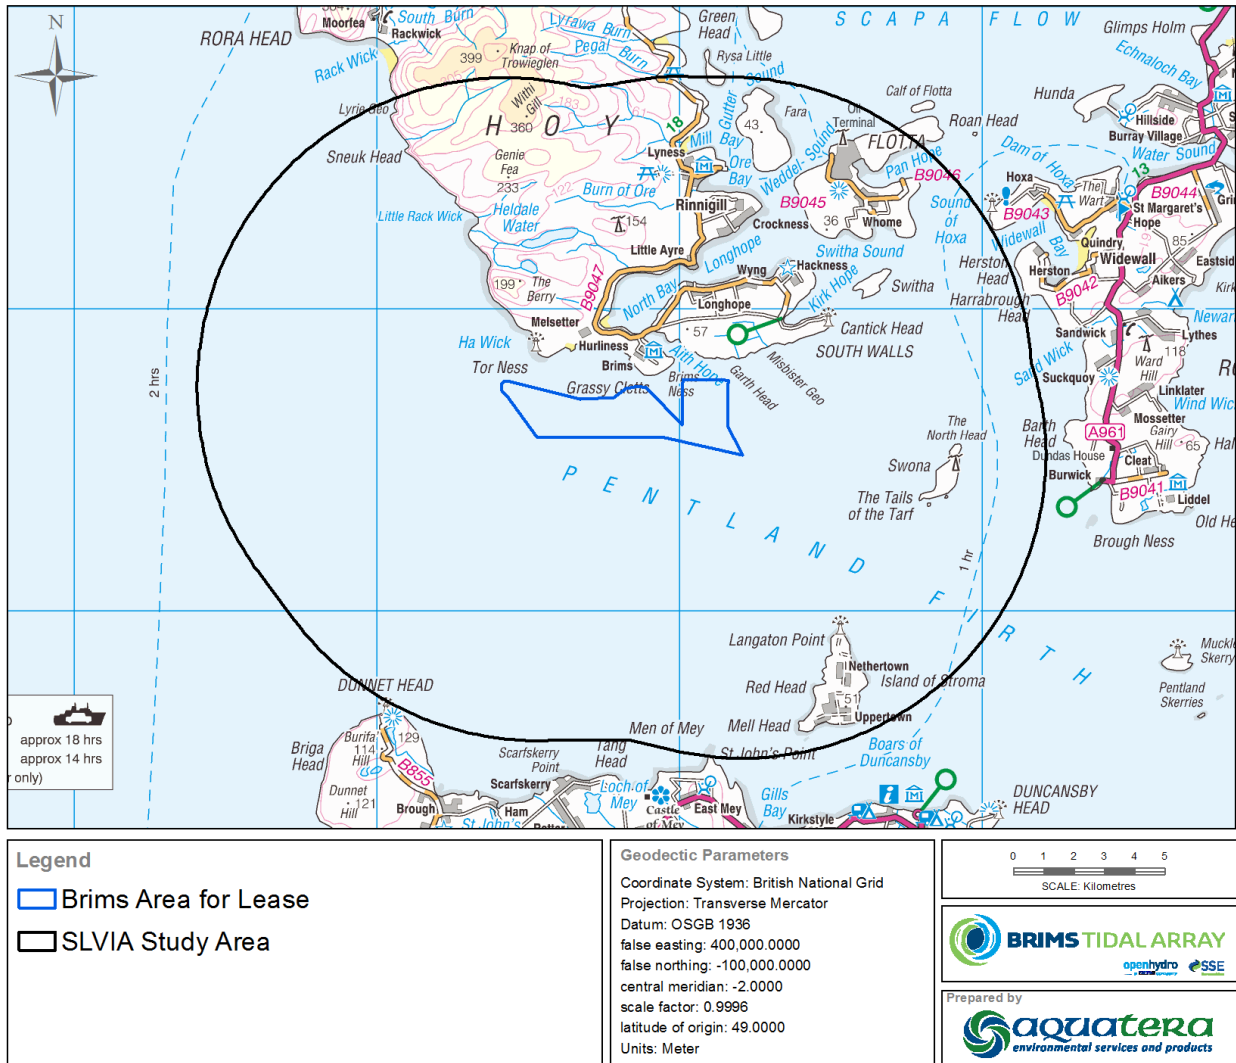 N
Moorfea
Rackwick
South Burn
RORA HEAD
Rack Wick
399
Knap of
Trowieglen
Lyrawa Burn
Pegal Burn
Green
Head
Rysa Little
Sound
SCAPA FLOW
Glimps Holm
Echnaloch Bay
Hunda
Hillside
Burray Village
Water Sound
Calf of Flotta
Roan Head
Lyrie Geo
Withi
Gill
183
61
360
HOY
18
Gutter
Fara
43
Oil
Terminal
FLOTTA
Pan Hope
B9046
Weddel Sound
Mill
Bay
Lyness
Ore
Bay
Sneuk Head
Genie
Fea
233
122
Burn of Ore
Rinnigill
B9045
36
Whome
Sound
of
Hoxa
Dam of Hoxa
Hoxa
The
Wart
13
B9044
B9043
St Margaret's
Hope
Widewall
Bay
Quindry
85
Widewall
Eastsid
Little Rack Wick
Heldale
Water
154
Crockness
Little Ayre
Longhope
Switha Sound
Herston
Head
Herston
B9042
Aikers
Harrabrough
Head
199
The
Berry
B9047
North Bay
Wyng
Hackness
Kirk Hope
Switha
Longhope
57
Cantick Head
SOUTH WALLS
Melsetter
Hurliness
Brims
Aith Hope
Ha Wick
Tor Ness
Grassy Cletts
Brims
Ness
Garth Head
Misbister Geo
Sandwick
Sand Wick
Lythes
118
Ward
Hill
Suckquoy
Linklater
Wind Wick
Mossetter
Barth
Head
A961
Gairy
Hill
65
Dundas House
Cleat
Burwick
B9041
Liddel
Old He
Brough Ness
2 hrs
The
North Head
Swona
The Tails
of the Tarf
PENTLAND FIRTH
1 hr
Langaton Point
Nethertown
Red Head
Island of Stroma
51
Mell Head
Uppertown
Muckl
Skerry
Pentland
Skerries
approx 18 hrs
approx 14 hrs
r only)
DUNNET HEAD
Briga
Head
Burifa'
114
Hill
129
B855
Dunnet
Hill
121
Brough
Scarfskerry
Point
Scarfskerry
Tang
Head
Men of Mey
St John's Point
Ham
Loch of
Mey
Castle
of Mey
East Mey
St John's
Gills
Bay
Kirkstyle
Boars of
Duncansby
DUNCANSBY
HEAD
Legend
Brims Area for Lease
SLVIA Study Area
Geodectic Parameters
Coordinate System: British National Grid
Projection: Transverse Mercator
Datum: OSGB 1936
false easting: 400,000.0000
false northing: -100,000.0000
central meridian: -2.0000
scale factor: 0.9996
latitude of origin: 49.0000
Units: Meter
0 1 2 3 4 5
SCALE: Kilometres
BRIMS TIDAL ARRAY
openhydro
SSE
Prepared by
aquatera
environmental services and products